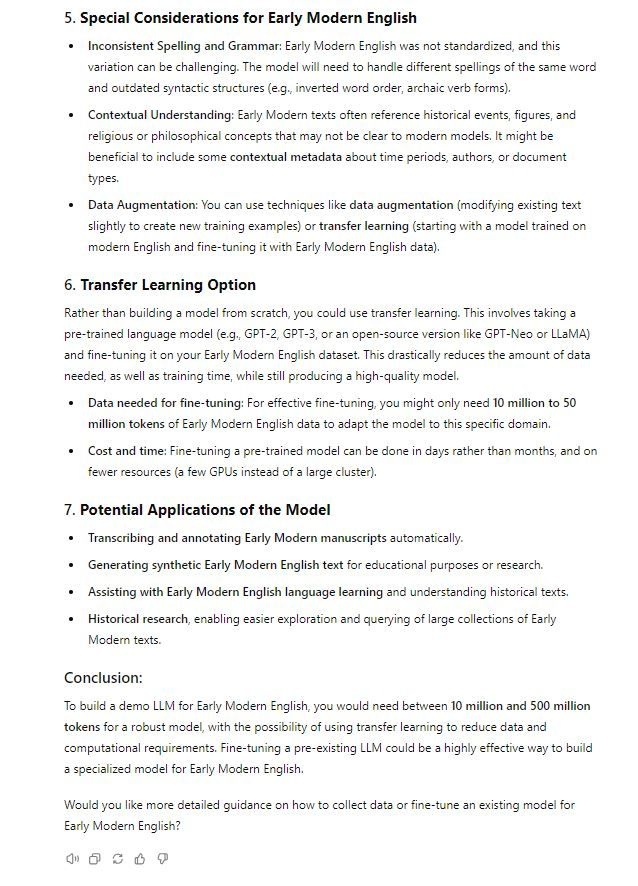 5. Special Considerations for Early Modern English
• Inconsistent Spelling and Grammar: Early Modern English was not standardized, and this
variation can be challenging. The model will need to handle different spellings of the same word
and outdated syntactic structures (e.g., inverted word order, archaic verb forms).
• Contextual Understanding: Early Modern texts often reference historical events, figures, and
religious or philosophical concepts that may not be clear to modern models. It might be
beneficial to include some contextual metadata about time periods, authors, or document
types.
• Data Augmentation: You can use techniques like data augmentation (modifying existing text
slightly to create new training examples) or transfer learning (starting with a model trained on
modern English and fine-tuning it with Early Modern English data).
6. Transfer Learning Option
Rather than building a model from scratch, you could use transfer learning. This involves taking a
pre-trained language model (e.g., GPT-2, GPT-3, or an open-source version like GPT-Neo or LLaMA)
and fine-tuning it on your Early Modern English dataset. This drastically reduces the amount of data
needed, as well as training time, while still producing a high-quality model.
• Data needed for fine-tuning: For effective fine-tuning, you might only need 10 million to 50
million tokens of Early Modern English data to adapt the model to this specific domain.
• Cost and time: Fine-tuning a pre-trained model can be done in days rather than months, and on
fewer resources (a few GPUs instead of a large cluster).
7. Potential Applications of the Model
• Transcribing and annotating Early Modern manuscripts automatically.
• Generating synthetic Early Modern English text for educational purposes or research.
• Assisting with Early Modern English language learning and understanding historical texts.
• Historical research, enabling easier exploration and querying of large collections of Early
Modern texts.
Conclusion:
To build a demo LLM for Early Modern English, you would need between 10 million and 500 million
tokens for a robust model, with the possibility of using transfer learning to reduce data and
computational requirements. Fine-tuning a pre-existing LLM could be a highly effective way to build
a specialized model for Early Modern English.
Would you like more detailed guidance on how to collect data or fine-tune an existing model for
Early Modern English?